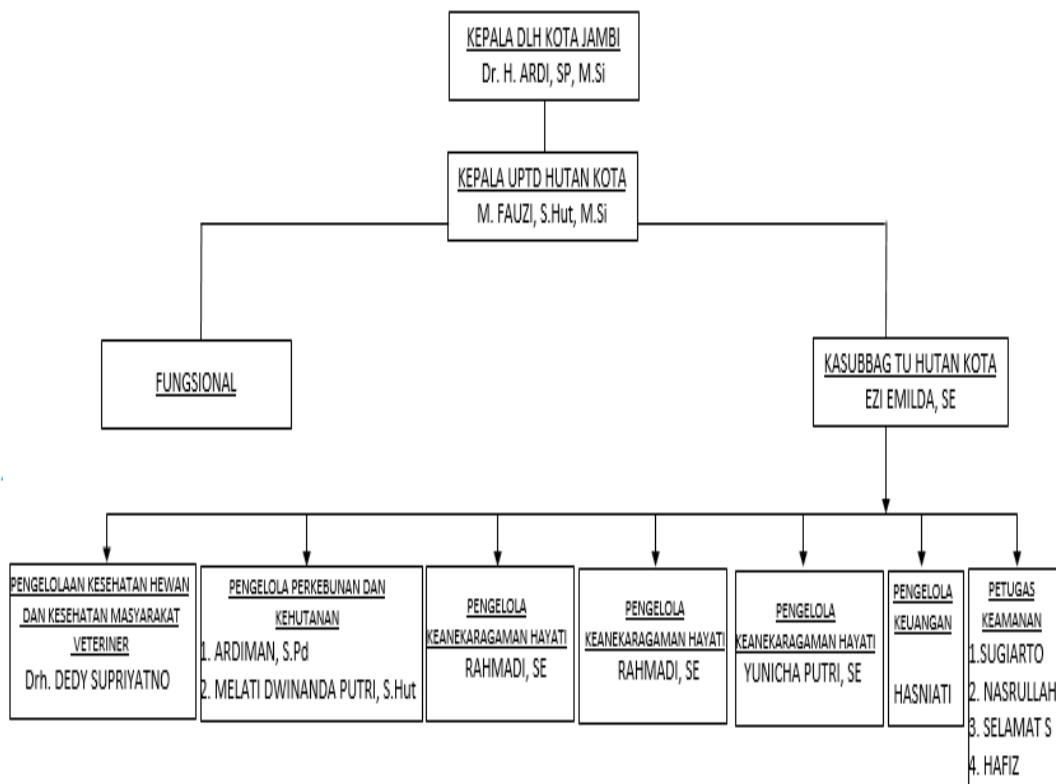 KEPALA DLH KOTA JAMBI
Dr. H. ARDI, SP, M.Si
KEPALA UPTD HUTAN KOTA
M. FAUZI, S.Hut, M.Si
FUNGSIONAL
KASUBBAG TU HUTAN KOTA
EZI EMILDA, SE
PENGELOLAAN KESEHATAN HEWAN
DAN KESEHATAN MASYARAKAT
VETERINER
Drh. DEDY SUPRIYATNO
PENGELOLA PERKEBUNAN DAN
KEHUTANAN
1. ARDIMAN, S.Pd
2. MELATI DWINANDA PUTRI, S.Hut
PENGELOLA
KEANEKARAGAMAN HAYATI
RAHMADI, SE
PENGELOLA
KEANEKARAGAMAN HAYATI
RAHMADI, SE
PENGELOLA
KEANEKARAGAMAN HAYATI
YUNICHA PUTRI, SE
PENGELOLA
KEUANGAN
HASNIATI
PETUGAS
KEAMANAN
1.SUGIARTO
2. NASRULLAH
3. SELAMAT S
4. HAFIZ